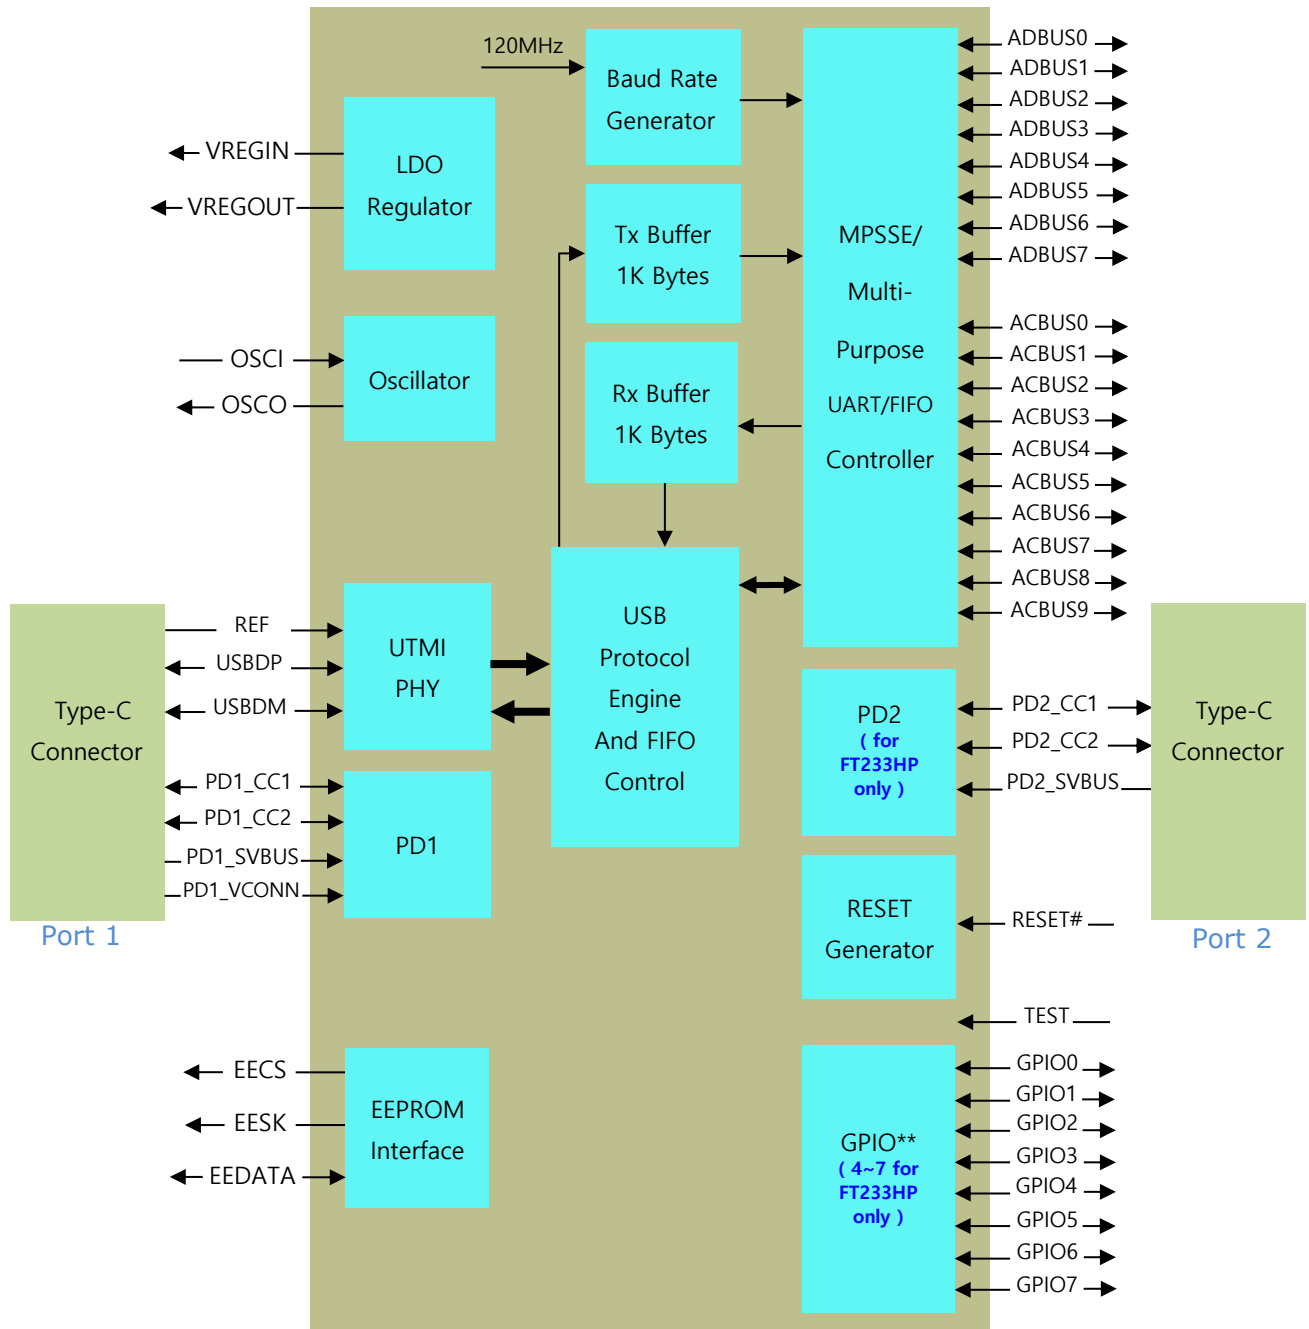 120MHz
Baud Rate
Generator
LDO
Regulator
VREGIN
VREGOUT
Tx Buffer
1K Bytes
Oscillator
OSCI
OSCO
Rx Buffer
1K Bytes
MPSSE/
Multi-
Purpose
UART/FIFO
Controller
ADBUS0
ADBUS1
ADBUS2
ADBUS3
ADBUS4
ADBUS5
ADBUS6
ADBUS7
ACBUS0
ACBUS1
ACBUS2
ACBUS3
ACBUS4
ACBUS5
ACBUS6
ACBUS7
ACBUS8
ACBUS9
Type-C
Connector
Port 1
REF
USBDP
USBDM
PD1_CC1
PD1_CC2
PD1_SVBUS
PD1_VCONN
UTMI
PHY
PD1
USB
Protocol
Engine
And FIFO
Control
PD2
( for
FT233HP
only )
PD2_CC1
PD2_CC2
PD2_SVBUS
Type-C
Connector
Port 2
RESET
Generator
RESET#
TEST
EECS
EESK
EEDATA
EEPROM
Interface
GPIO**
( 4~7 for
FT233HP
only )
GPIO0
GPIO1
GPIO2
GPIO3
GPIO4
GPIO5
GPIO6
GPIO7